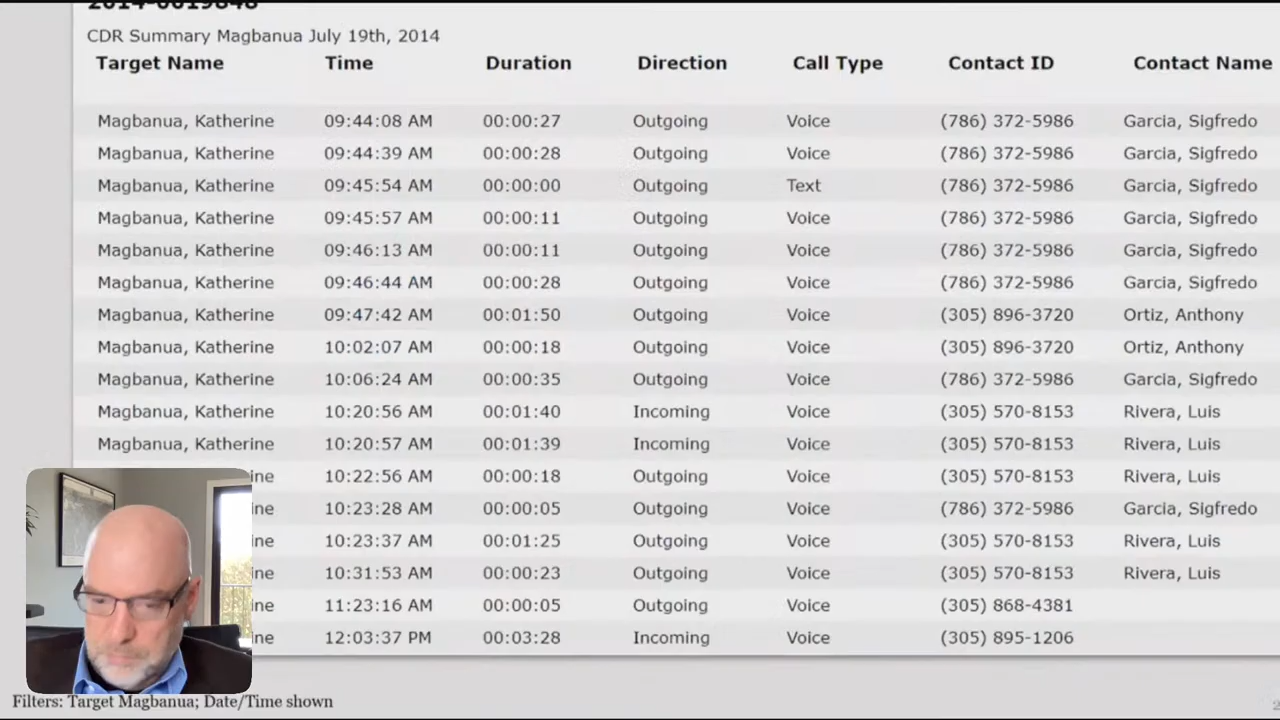 2014-0019848
CDR Summary Magbanua July 19th, 2014
Target Name Time Duration Direction Call Type Contact ID Contact Name
Magbanua, Katherine 09:44:08 AM 00:00:27 Outgoing Voice (786) 372-5986 Garcia, Sigfredo
Magbanua, Katherine 09:44:39 AM 00:00:28 Outgoing Voice (786) 372-5986 Garcia, Sigfredo
Magbanua, Katherine 09:45:54 AM 00:00:00 Outgoing Text (786) 372-5986 Garcia, Sigfredo
Magbanua, Katherine 09:45:57 AM 00:00:11 Outgoing Voice (786) 372-5986 Garcia, Sigfredo
Magbanua, Katherine 09:46:13 AM 00:00:11 Outgoing Voice (786) 372-5986 Garcia, Sigfredo
Magbanua, Katherine 09:46:44 AM 00:00:28 Outgoing Voice (786) 372-5986 Garcia, Sigfredo
Magbanua, Katherine 09:47:42 AM 00:01:50 Outgoing Voice (305) 896-3720 Ortiz, Anthony
Magbanua, Katherine 10:02:07 AM 00:00:18 Outgoing Voice (305) 896-3720 Ortiz, Anthony
Magbanua, Katherine 10:06:24 AM 00:00:35 Outgoing Voice (786) 372-5986 Garcia, Sigfredo
Magbanua, Katherine 10:20:56 AM 00:01:40 Incoming Voice (305) 570-8153 Rivera, Luis
Magbanua, Katherine 10:20:57 AM 00:01:39 Incoming Voice (305) 570-8153 Rivera, Luis
ine 10:22:56 AM 00:00:18 Outgoing Voice (305) 570-8153 Rivera, Luis
ine 10:23:28 AM 00:00:05 Outgoing Voice (786) 372-5986 Garcia, Sigfredo
ine 10:23:37 AM 00:01:25 Outgoing Voice (305) 570-8153 Rivera, Luis
ine 10:31:53 AM 00:00:23 Outgoing Voice (305) 570-8153 Rivera, Luis
ine 11:23:16 AM 00:00:05 Outgoing Voice (305) 868-4381
ine 12:03:37 PM 00:03:28 Incoming Voice (305) 895-1206
Filters: Target Magbanua; Date/Time shown